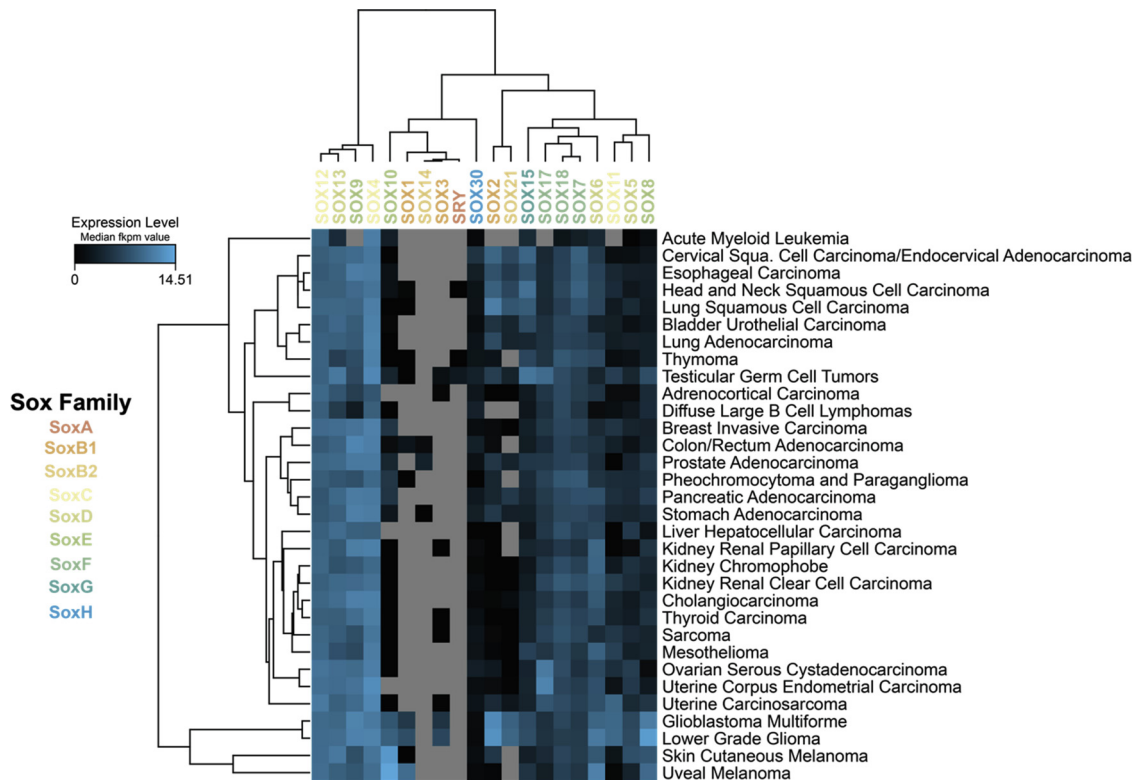 SOX12
SOX13
SOX9
SOX4
SOX10
SOX1
SOX14
SOX3
SRY
SOX30
SOX2
SOX21
SOX15
SOX17
SOX18
SOX7
SOX6
SOX11
SOX5
SOX8
Expression Level
Median fkpm value
0 14.51
Acute Myeloid Leukemia
Cervical Squa. Cell Carcinoma/Endocervical Adenocarcinoma
Esophageal Carcinoma
Head and Neck Squamous Cell Carcinoma
Lung Squamous Cell Carcinoma
Bladder Urothelial Carcinoma
Lung Adenocarcinoma
Thymoma
Testicular Germ Cell Tumors
Adrenocortical Carcinoma
Diffuse Large B Cell Lymphomas
Breast Invasive Carcinoma
Colon/Rectum Adenocarcinoma
Prostate Adenocarcinoma
Pheochromocytoma and Paraganglioma
Pancreatic Adenocarcinoma
Stomach Adenocarcinoma
Liver Hepatocellular Carcinoma
Kidney Renal Papillary Cell Carcinoma
Kidney Chromophobe
Kidney Renal Clear Cell Carcinoma
Cholangiocarcinoma
Thyroid Carcinoma
Sarcoma
Mesothelioma
Ovarian Serous Cystadenocarcinoma
Uterine Corpus Endometrial Carcinoma
Uterine Carcinosarcoma
Glioblastoma Multiforme
Lower Grade Glioma
Skin Cutaneous Melanoma
Uveal Melanoma
Sox Family
SoxA
SoxB1
SoxB2
SoxC
SoxD
SoxE
SoxF
SoxG
SoxH